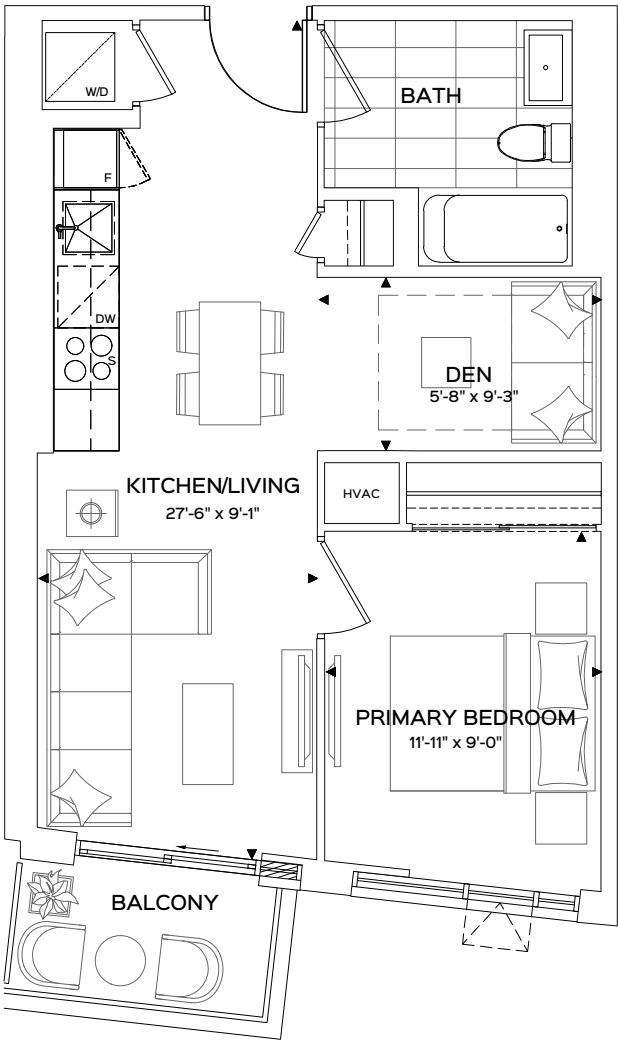 W/D
BATH
F
DW
S
DEN
5'-8" x 9'-3"
KITCHEN/LIVING
27'-6" x 9'-1"
HVAC
PRIMARY BEDROOM
11'-11" x 9'-0"
BALCONY